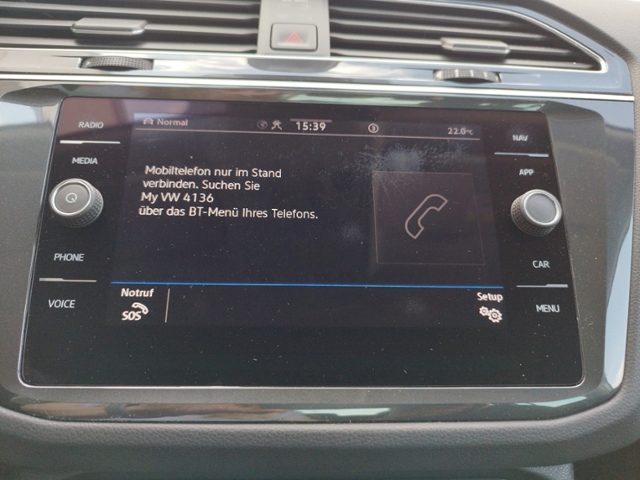 RADIO
MEDIA
PHONE
VOICE
Normal
15:39
22.0°C
Mobiltelefon nur im Stand
verbinden. Suchen Sie
My VW 4136
über das BT-Menü Ihres Telefons.
Notruf
SOS
Setup
NAV
APP
CAR
MENU